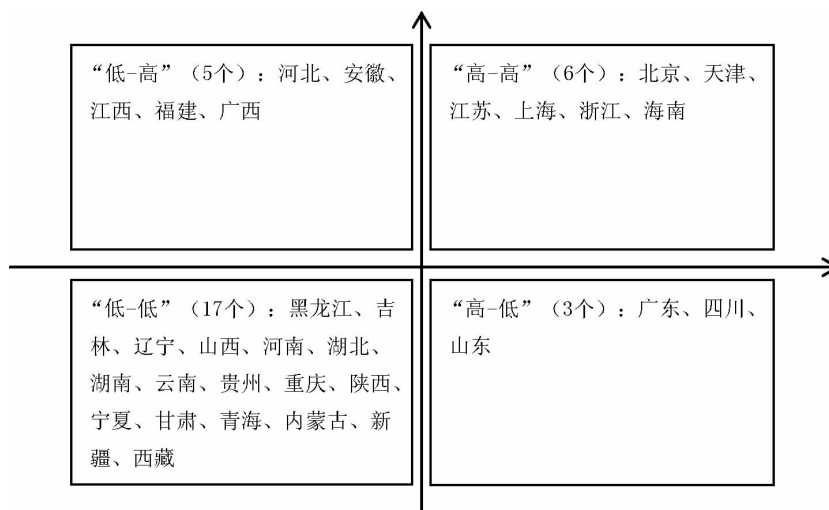 “低-高”（5个）：河北、安徽、
江西、福建、广西
“高-高”（6个）：北京、天津、
江苏、上海、浙江、海南
“低-低”（17个）：黑龙江、吉
林、辽宁、山西、河南、湖北、
湖南、云南、贵州、重庆、陕西、
宁夏、甘肃、青海、内蒙古、新
疆、西藏
“高-低”（3个）：广东、四川、
山东